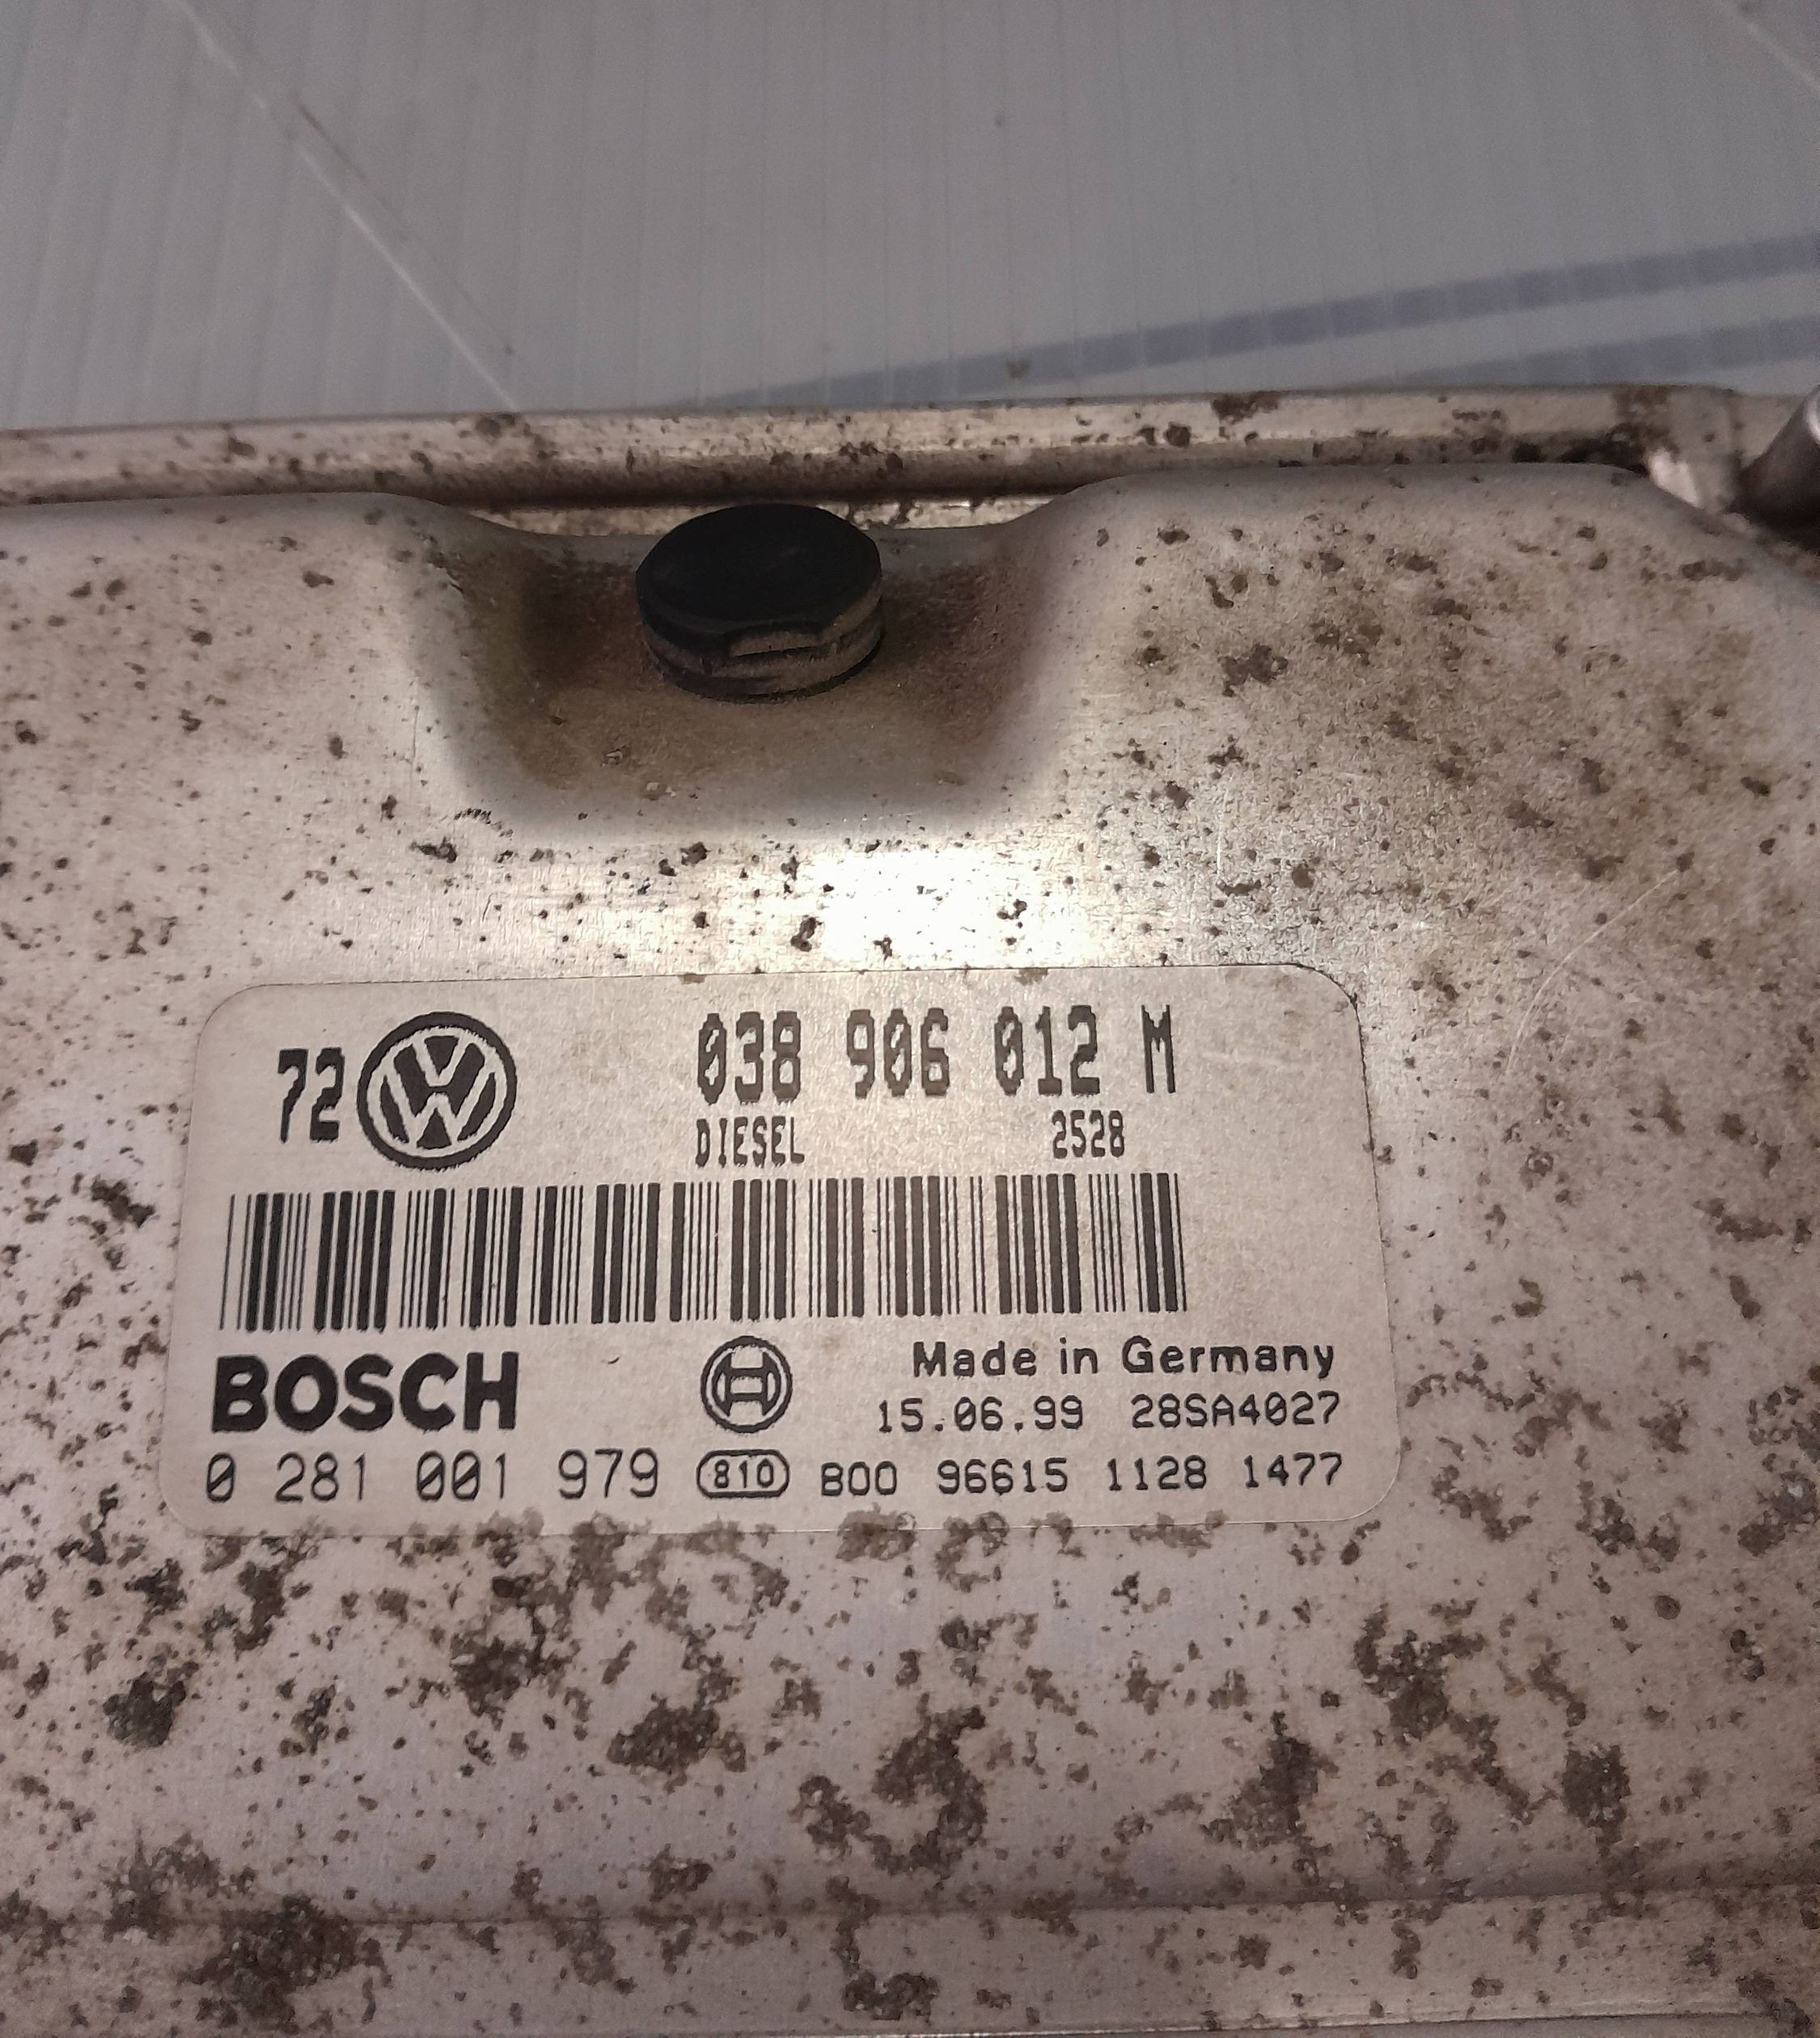 72 VW 038 906 012 M
DIESEL 2528
BOSCH Made in Germany
15.06.99 28SA4027
0 281 001 979 810 B00 96615 1128 1477